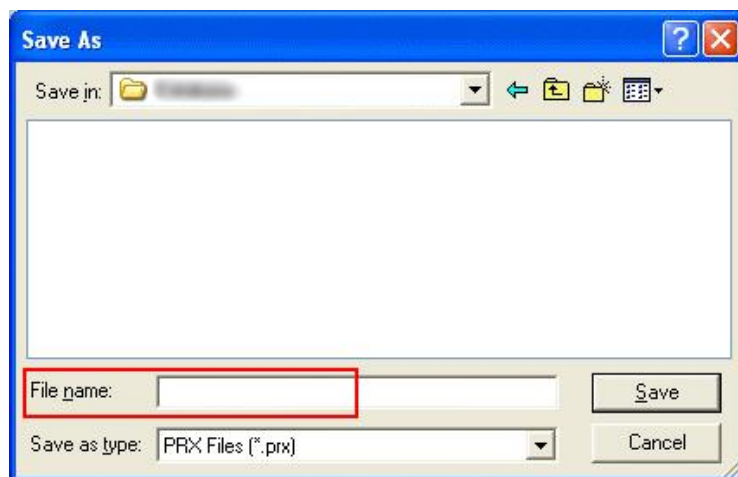 Save As
Save in:
File name:
Save
Save as type: PRX Files (*.prx)
Cancel